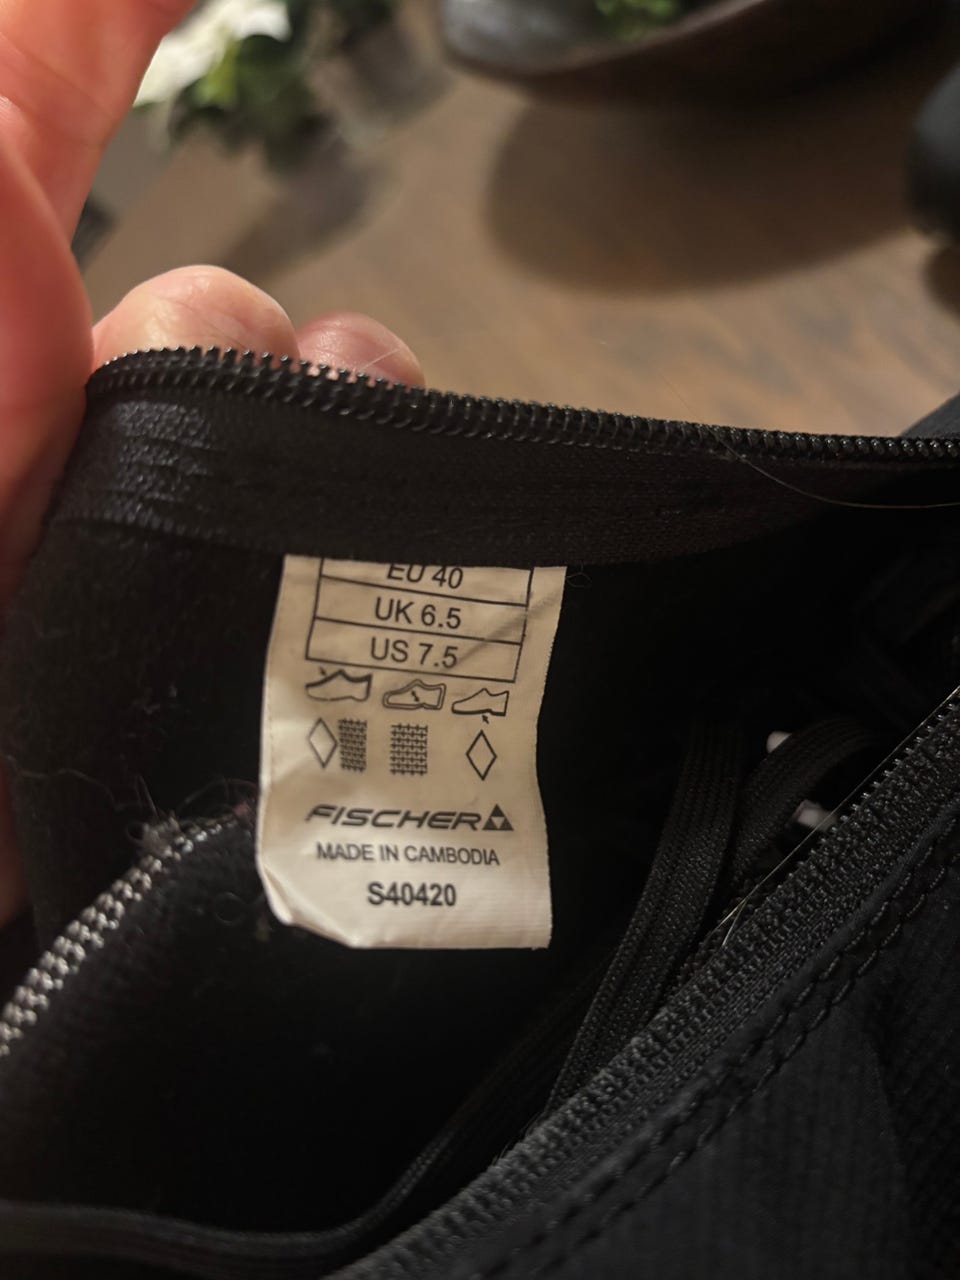 EU 40
UK 6.5
US 7.5
FISCHER
MADE IN CAMBODIA
S40420